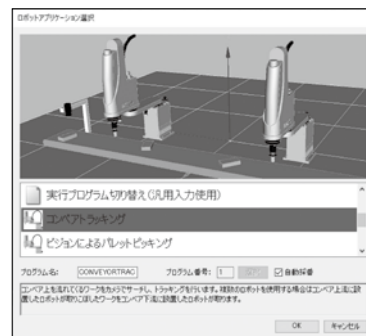 ロボットアプリケーション選択
実行プログラム切り替え(汎用入力使用)
コンベアトラッキング
ビジョンによるパレットピッキング
プログラム名: CONVEYORTRAC プログラム番号: 1 自動採番
コンベア上を流れてくるワークをカメラでサーチし、トラッキングを行います。複数のロボットを使用する場合はコンベア上流に設
置したロボットが取りこぼしたワークをコンベア下流に設置したロボットが取ります。
OK キャンセル